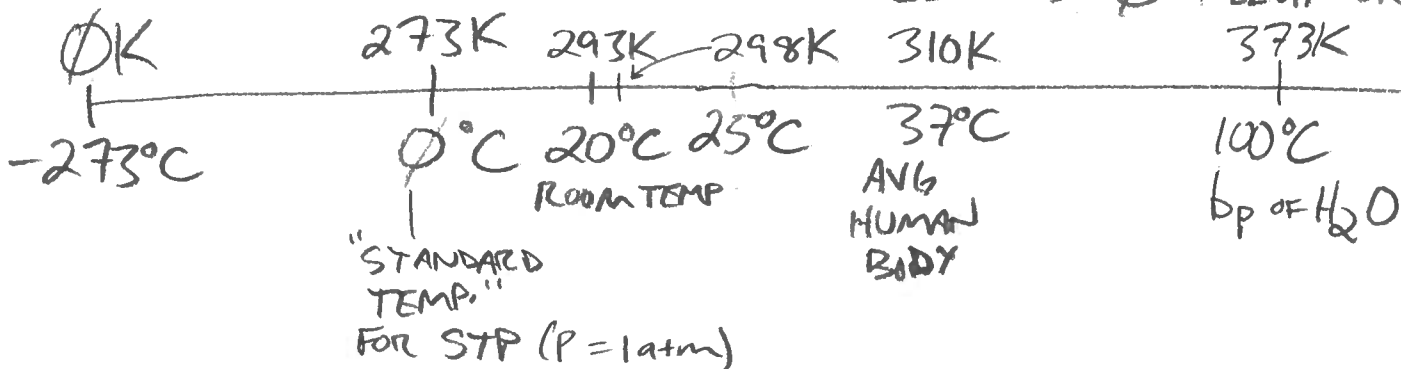 ØK 273K 293K 298K 310K 373K
-273°C Ø°C 20°C 25°C 37°C 100°C
ROOM TEMP AVG bp OF H₂O
HUMAN
"STANDARD BODY
TEMP."
FOR STP (P = 1atm)